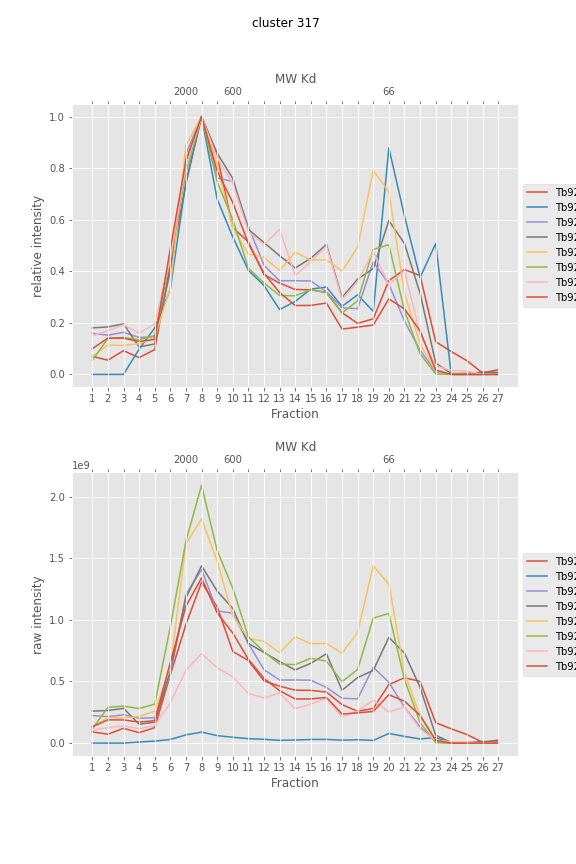 cluster 317
MW Kd
2000 600 66
1.0
0.8
0.6
0.4
0.2
0.0
relative intensity
Tb92
Tb92
Tb92
Tb92
Tb92
Tb92
Tb92
Tb92
1 2 3 4 5 6 7 8 9 10 11 12 13 14 15 16 17 18 19 20 21 22 23 24 25 26 27
Fraction
MW Kd
2000 600 66
1e9
2.0
1.5
1.0
0.5
0.0
raw intensity
Tb92
Tb92
Tb92
Tb92
Tb92
Tb92
Tb92
Tb92
1 2 3 4 5 6 7 8 9 10 11 12 13 14 15 16 17 18 19 20 21 22 23 24 25 26 27
Fraction